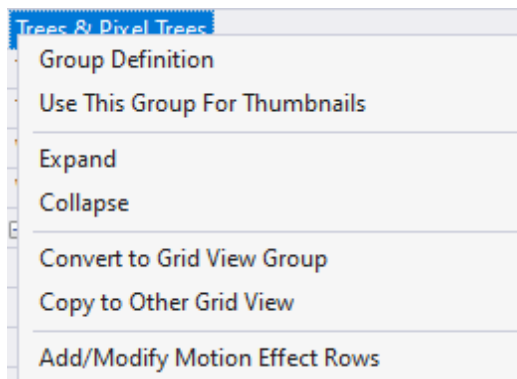 Trees & Pixel Trees
Group Definition
Use This Group For Thumbnails
Expand
Collapse
Convert to Grid View Group
Copy to Other Grid View
Add/Modify Motion Effect Rows